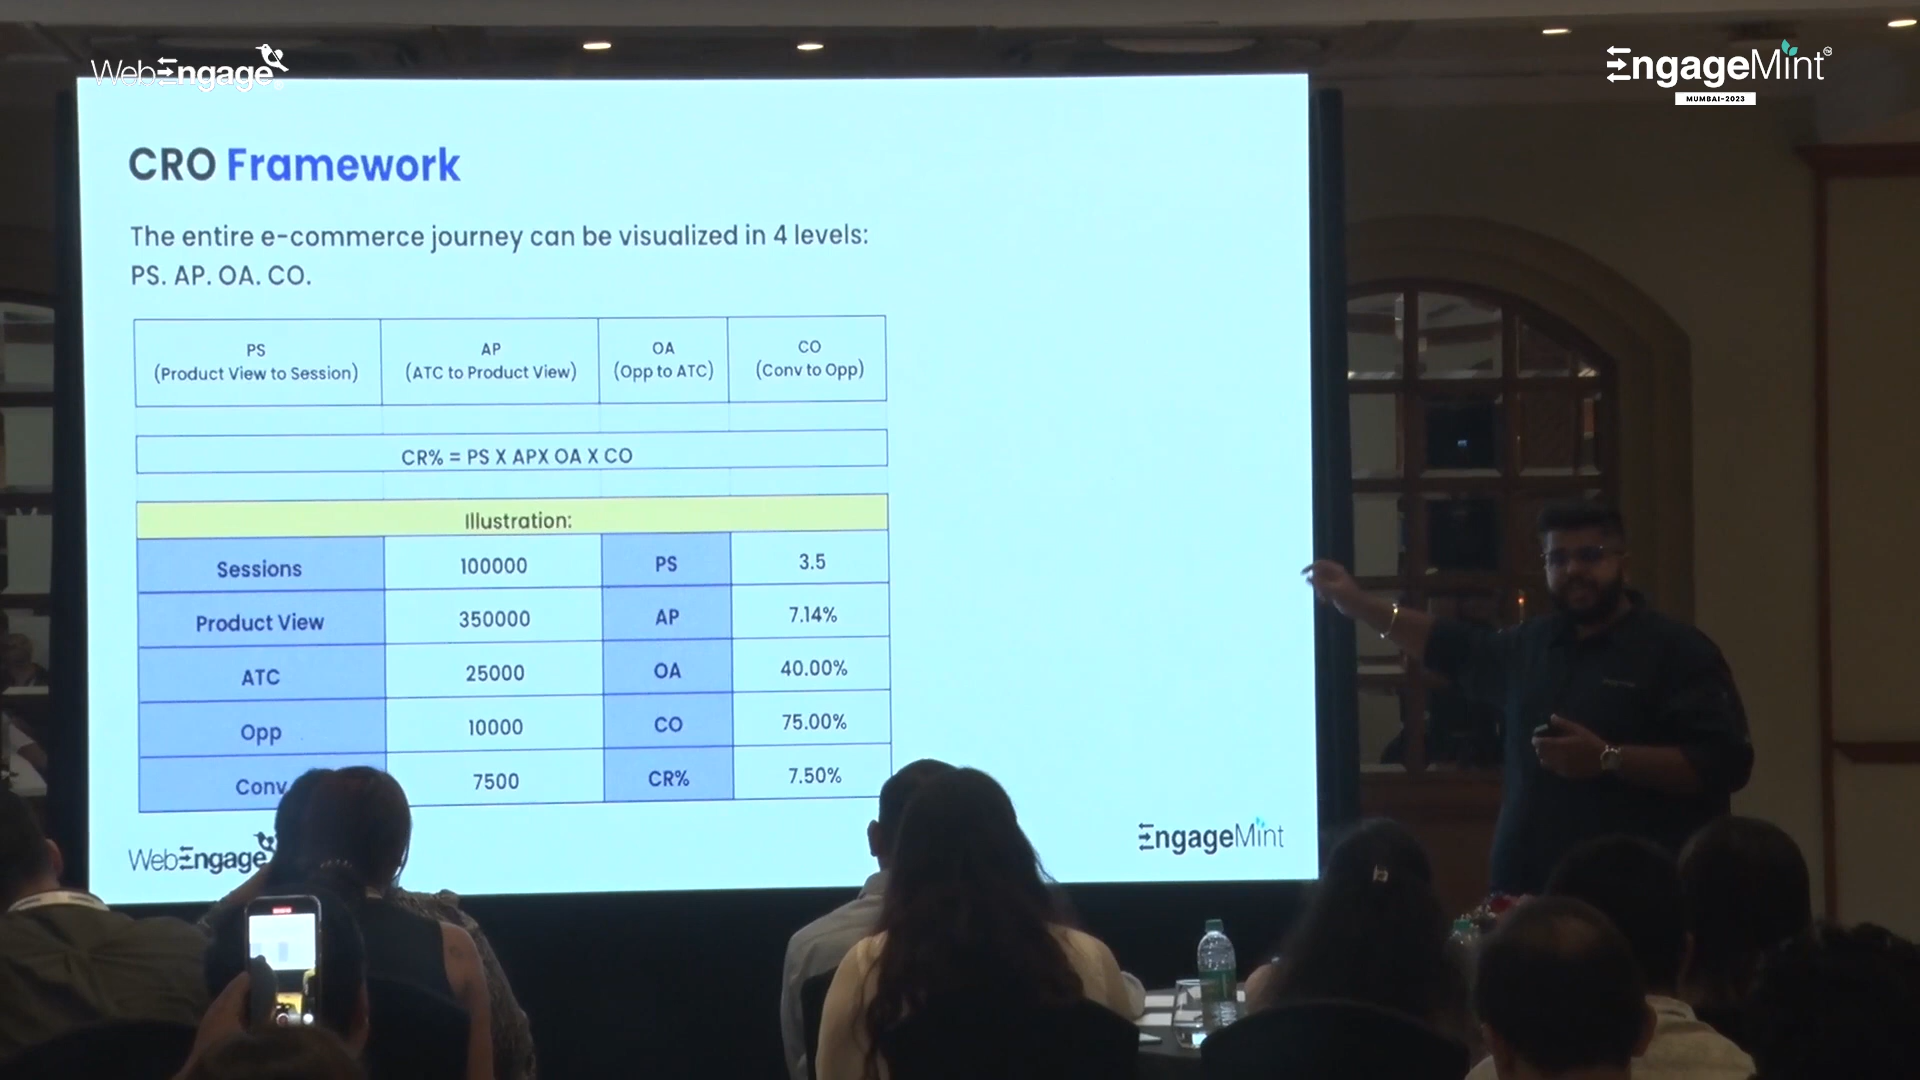 WebEngage
EngageMint
MUMBAI-2023
CRO Framework
The entire e-commerce journey can be visualized in 4 levels:
PS. AP. OA. CO.
PS
(Product View to Session)
AP
(ATC to Product View)
OA
(Opp to ATC)
CO
(Conv to Opp)
CR% = PS X APX OA X CO
Illustration:
Sessions 100000 PS 3.5
Product View 350000 AP 7.14%
ATC 25000 OA 40.00%
Opp 10000 CO 75.00%
Conv 7500 CR% 7.50%
WebEngage
EngageMint